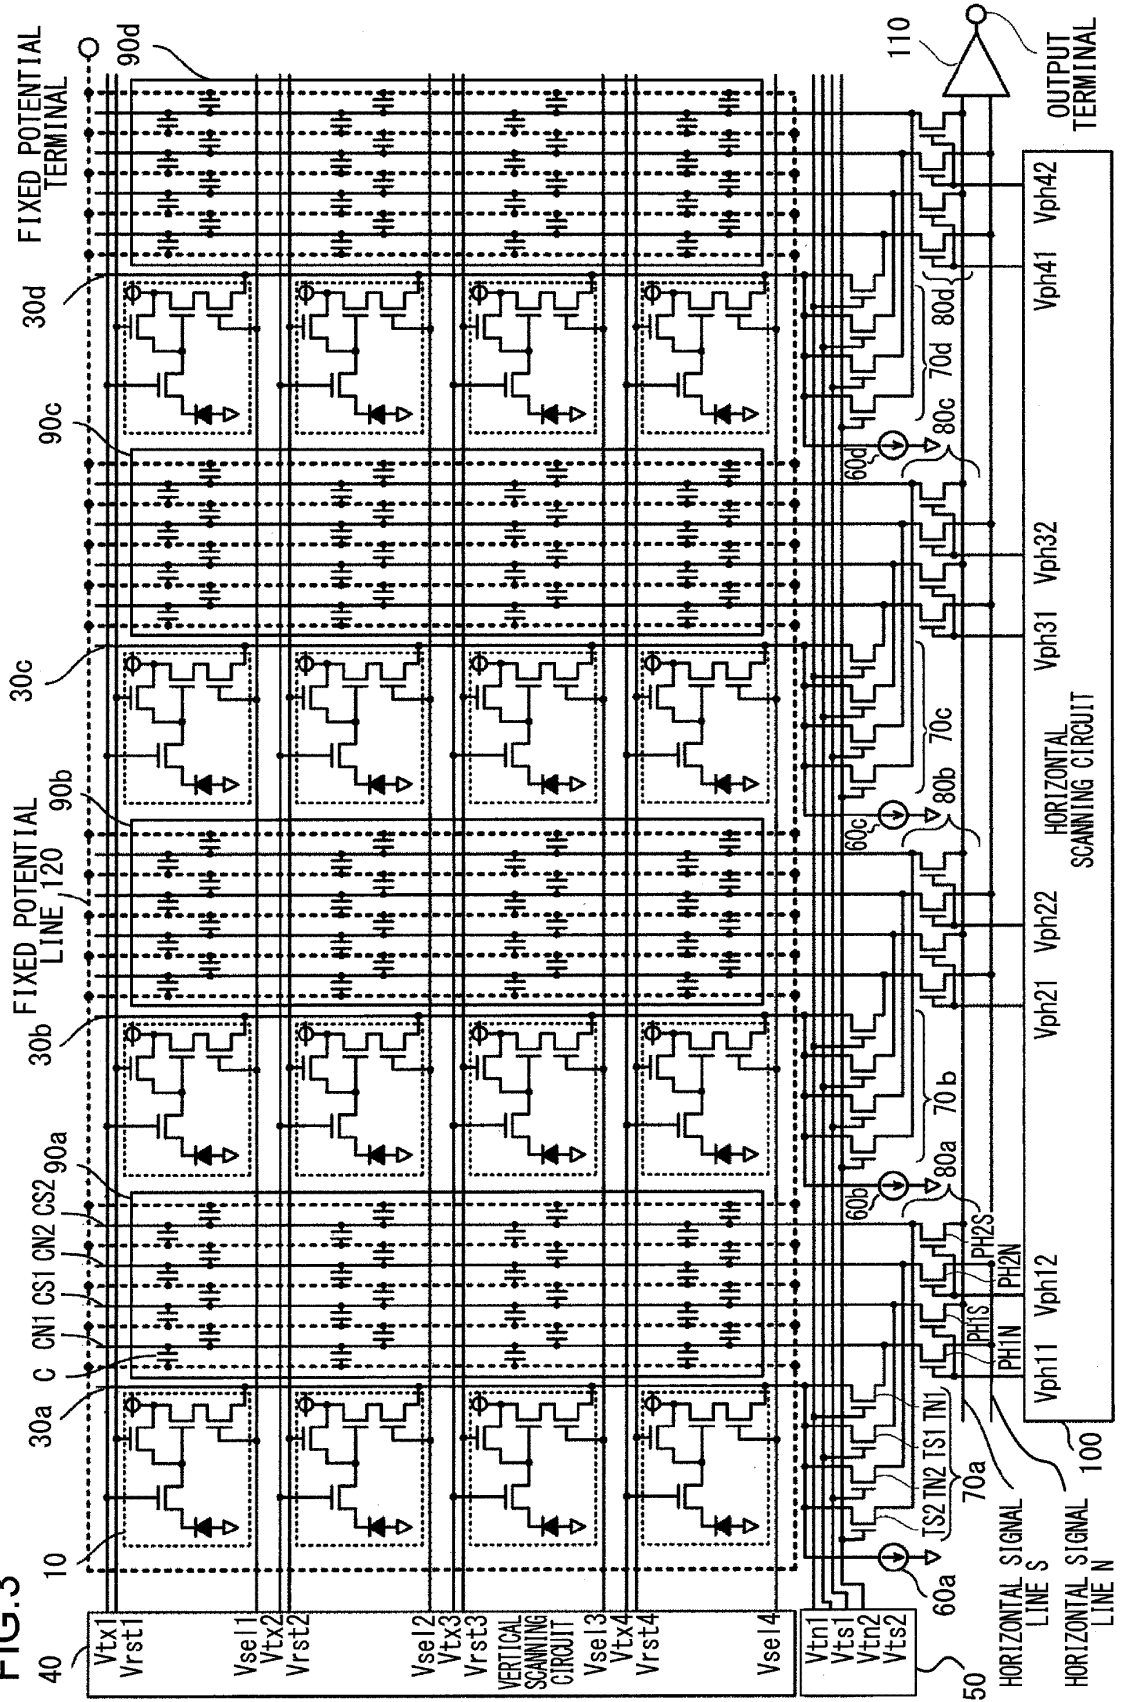 FIG.3
40
Vtx1
Vrst1
Vsel1
Vtx2
Vrst2
Vsel2
Vtx3
Vrst3
VERTICAL
SCANNING
CIRCUIT
Vsel3
Vtx4
Vrst4
Vsel4
50
Vtn1
Vts1
Vtn2
Vts2
10
30a
C
CN1
CS1
CN2
CS2
90a
30b
FIXED POTENTIAL
LINE 120
90b
30c
90c
30d
FIXED POTENTIAL
TERMINAL
90d
60a
TS2
TN2
TS1
TN1
70a
60b
80a
70b
60c
80b
70c
60d
80c
70d
80d
PH1N
PH1S
PH2N
PH2S
110
OUTPUT
TERMINAL
HORIZONTAL SIGNAL
LINE S
HORIZONTAL SIGNAL
LINE N
100
Vph11
Vph12
Vph21
Vph22
HORIZONTAL
SCANNING CIRCUIT
Vph31
Vph32
Vph41
Vph42